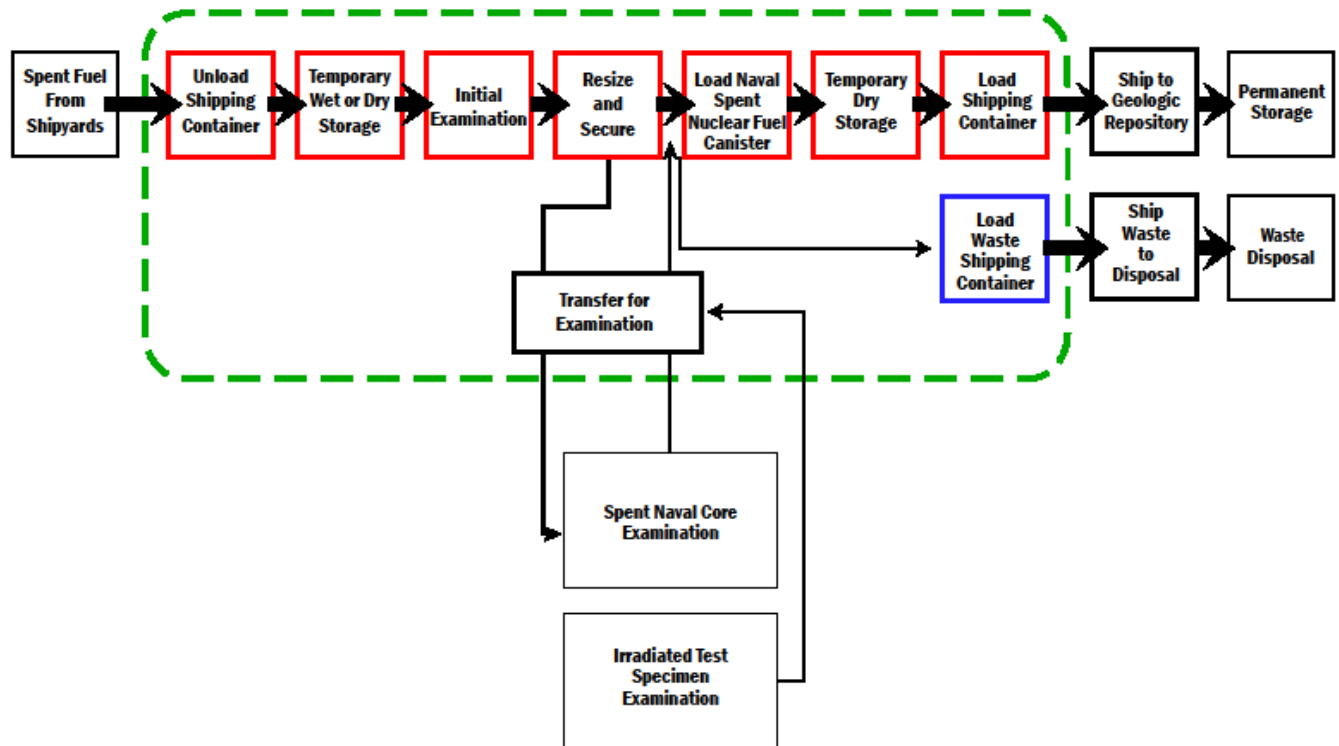 Spent Fuel
From
Shipyards
Unload
Shipping
Container
Temporary
Wet or Dry
Storage
Initial
Examination
Resize
and
Secure
Load Naval
Spent
Nuclear Fuel
Canister
Temporary
Dry
Storage
Load
Shipping
Container
Ship to
Geologic
Repository
Permanent
Storage
Load
Waste
Shipping
Container
Ship
Waste
to
Disposal
Waste
Disposal
Transfer for
Examination
Spent Naval Core
Examination
Irradiated Test
Specimen
Examination